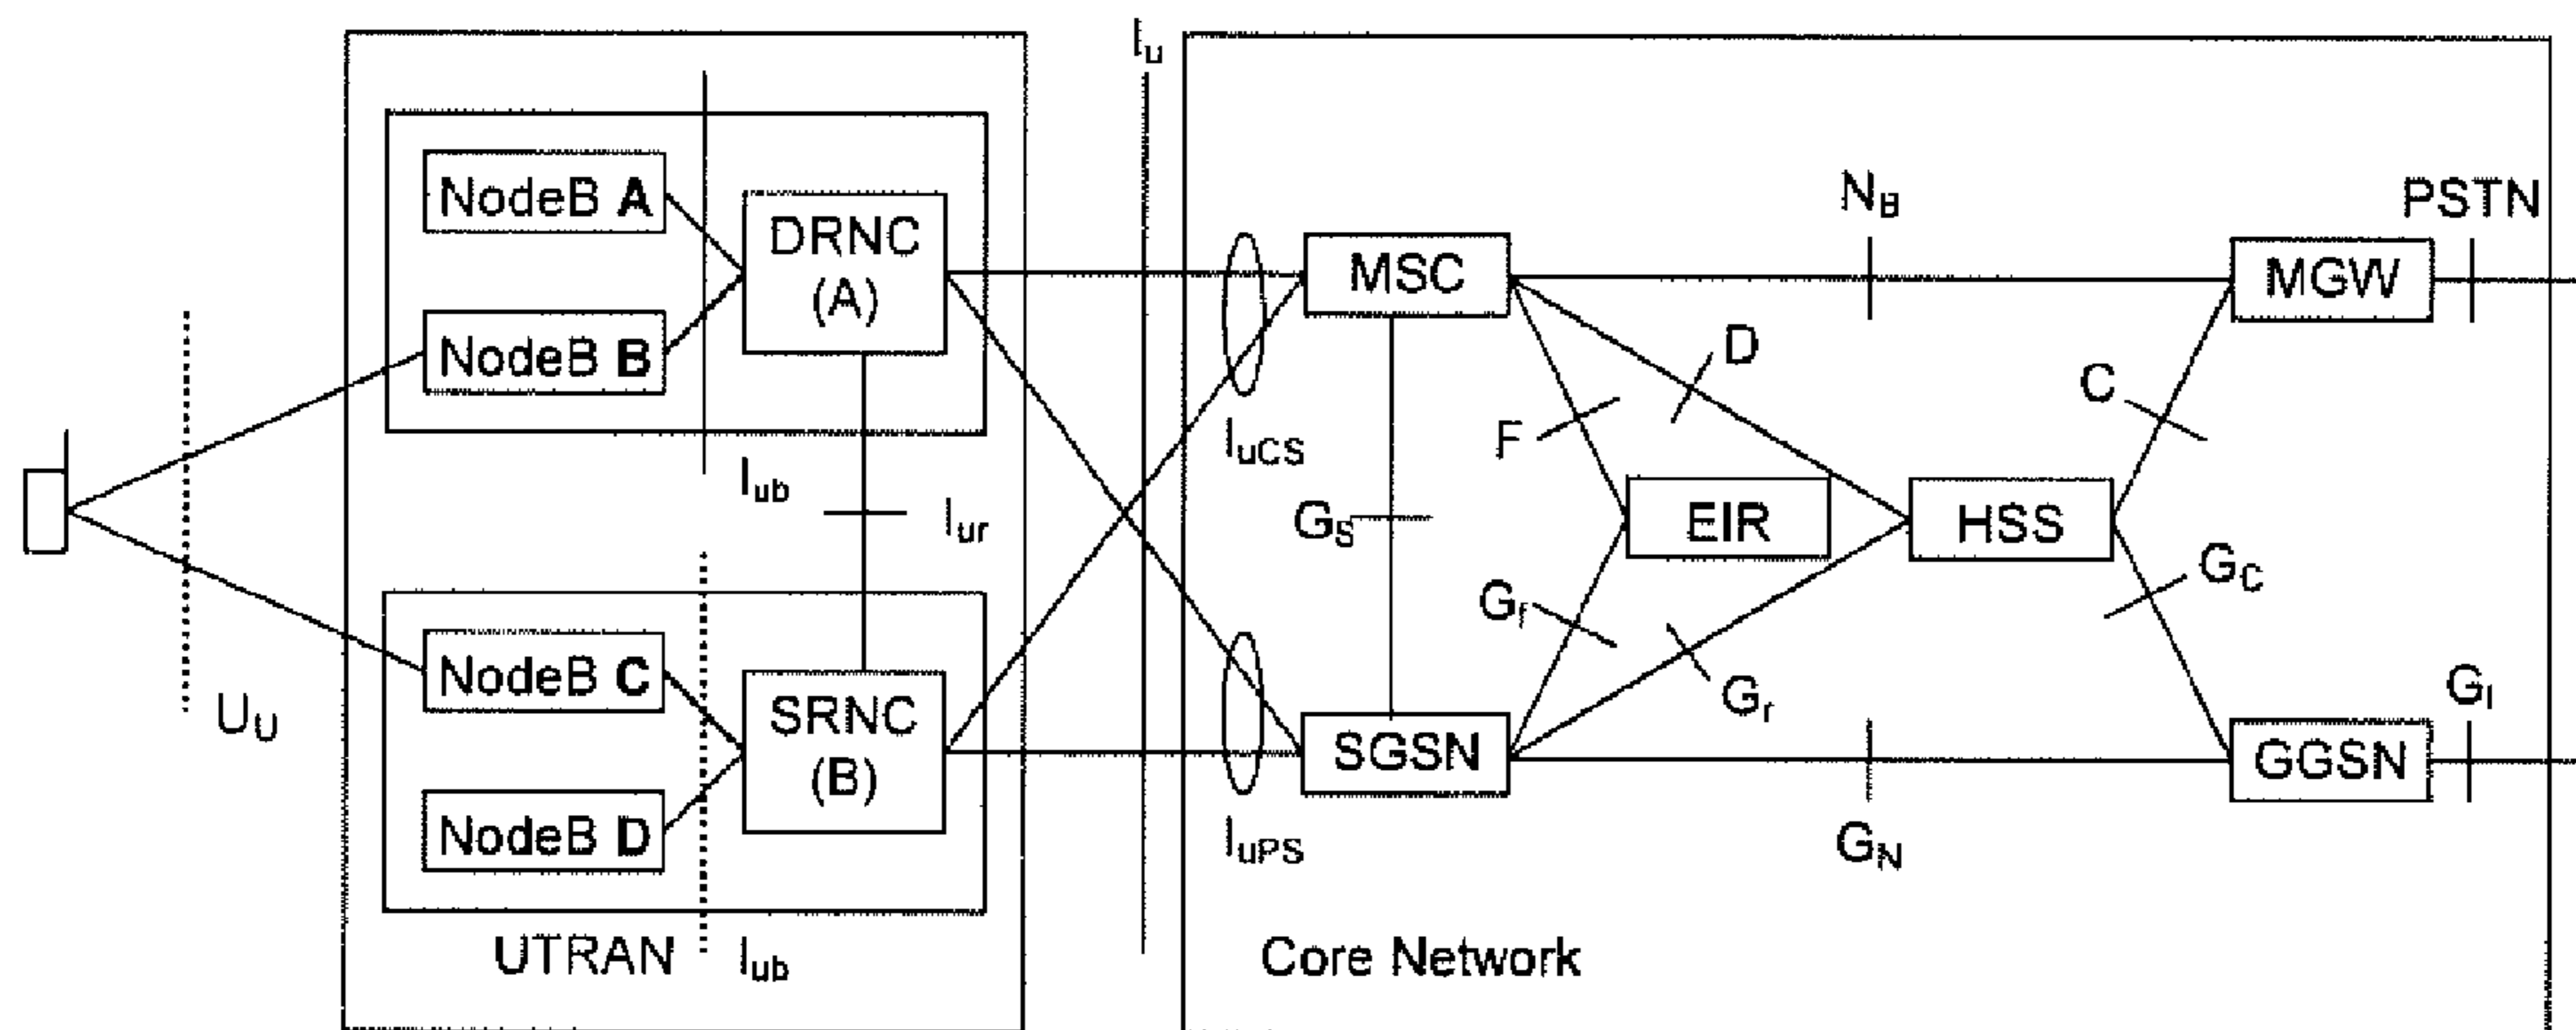 Iu
NodeB A
DRNC
(A)
NodeB B
Iub
Iur
UU
NodeB C
SRNC
(B)
NodeB D
UTRAN
Iub
IuCS
IuPS
MSC
NB
MGW
PSTN
D
F
C
GS
EIR
HSS
Gf
Gr
GC
SGSN
GN
GGSN
GI
Core Network